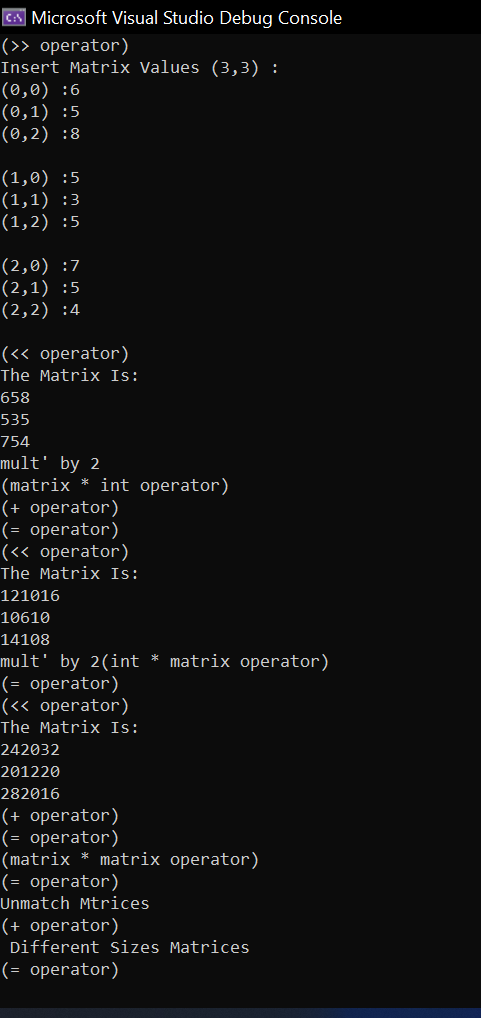 Microsoft Visual Studio Debug Console
(>> operator)
Insert Matrix Values (3,3) :
(0,0) :6
(0,1) :5
(0,2) :8
(1,0) :5
(1,1) :3
(1,2) :5
(2,0) :7
(2,1) :5
(2,2) :4
(<< operator)
The Matrix Is:
658
535
754
mult' by 2
(matrix * int operator)
(+ operator)
(= operator)
(<< operator)
The Matrix Is:
121016
10610
14108
mult' by 2(int * matrix operator)
(= operator)
(<< operator)
The Matrix Is:
242032
201220
282016
(+ operator)
(= operator)
(matrix * matrix operator)
(= operator)
Unmatch Mtrices
(+ operator)
 Different Sizes Matrices
(= operator)